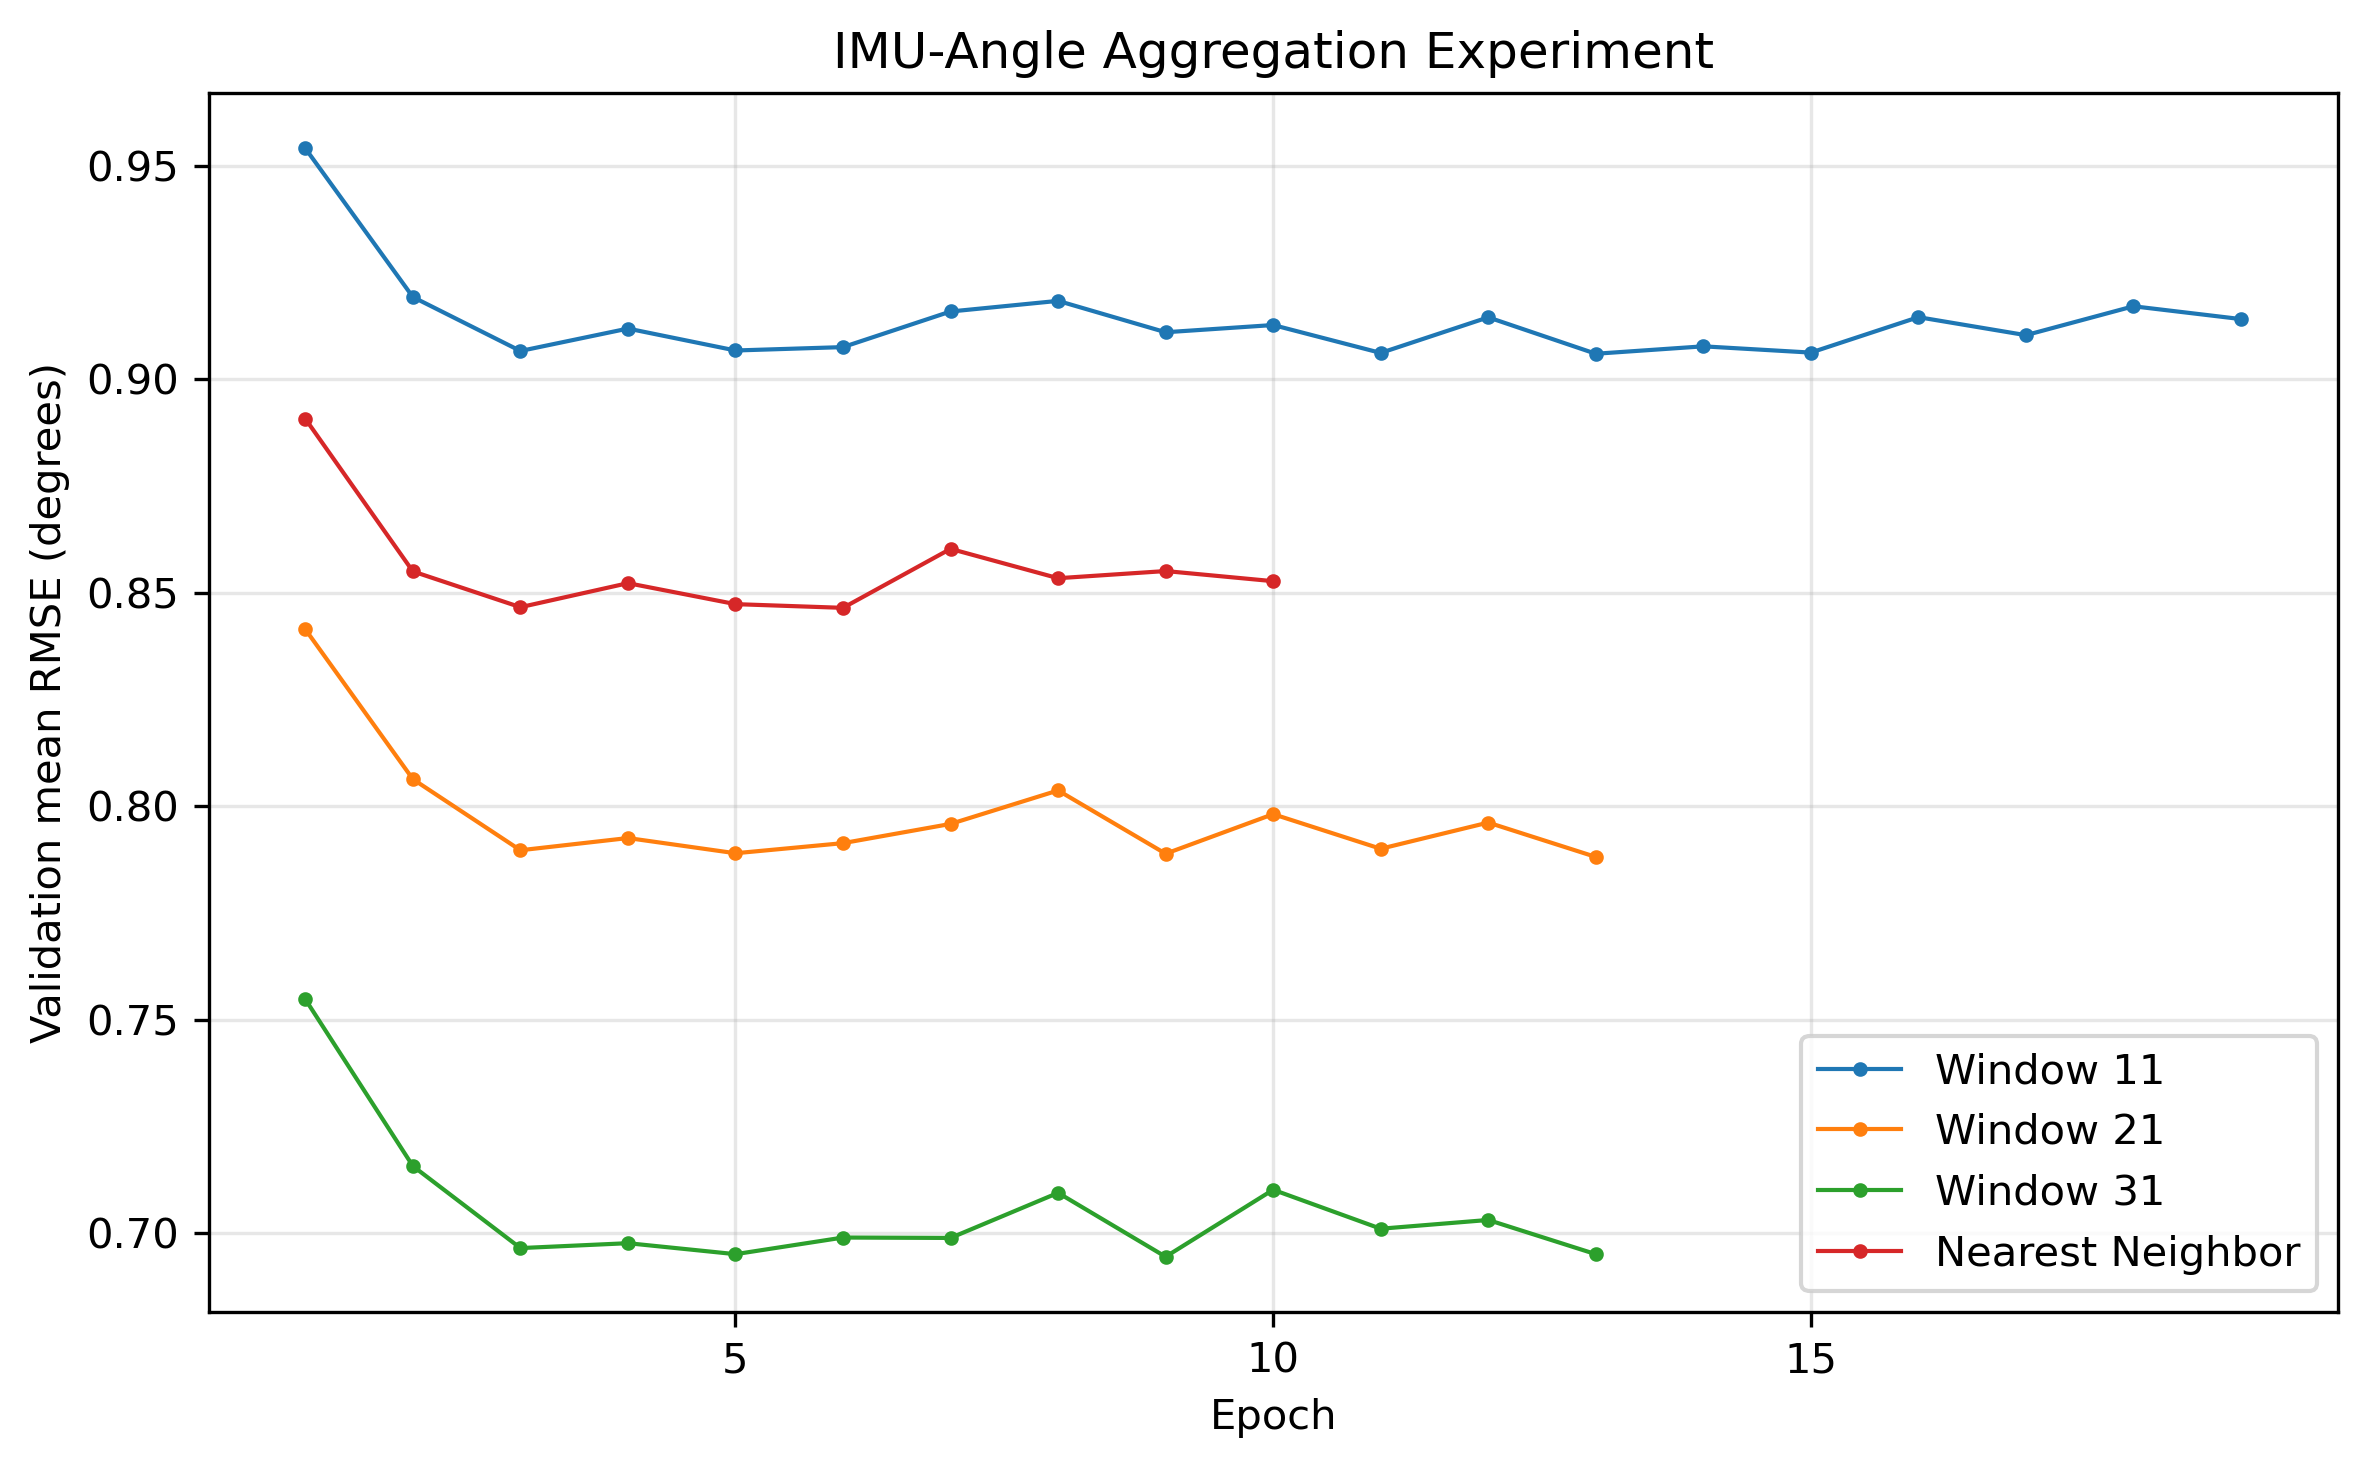 IMU-Angle Aggregation Experiment
Validation mean RMSE (degrees)
0.95
0.90
0.85
0.80
0.75
0.70
5
10
15
Epoch
Window 11
Window 21
Window 31
Nearest Neighbor